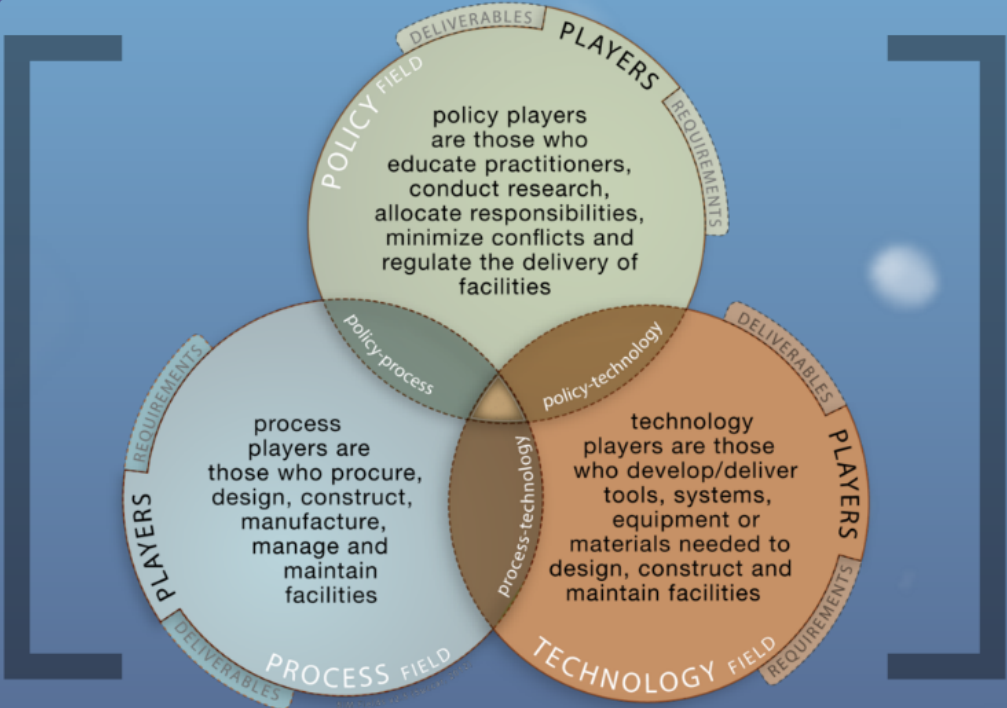 DELIVERABLES
PLAYERS
REQUIREMENTS
POLICY FIELD
policy players
are those who
educate practitioners,
conduct research,
allocate responsibilities,
minimize conflicts and
regulate the delivery of
facilities
policy-process
policy-technology
process-technology
REQUIREMENTS
PLAYERS
DELIVERABLES
PROCESS FIELD
process
players are
those who procure,
design, construct,
manufacture,
manage and
maintain
facilities
DELIVERABLES
PLAYERS
REQUIREMENTS
TECHNOLOGY FIELD
technology
players are those
who develop/deliver
tools, systems,
equipment or
materials needed to
design, construct and
maintain facilities